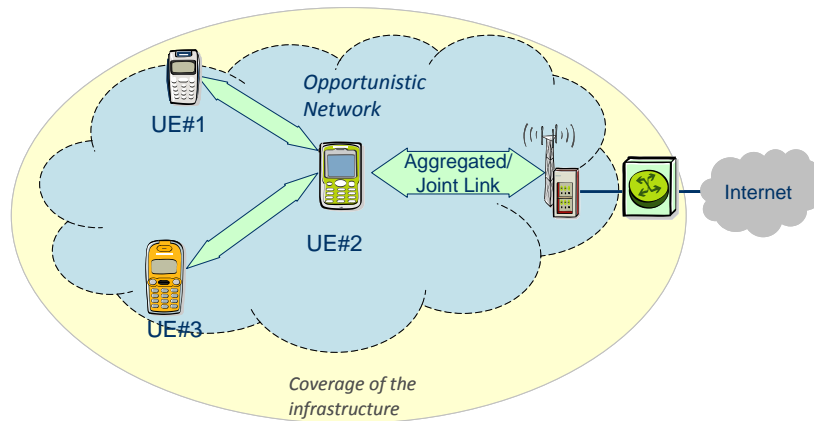 Opportunistic
Network
UE#1
Aggregated/
Joint Link
Internet
UE#2
UE#3
Coverage of the
infrastructure